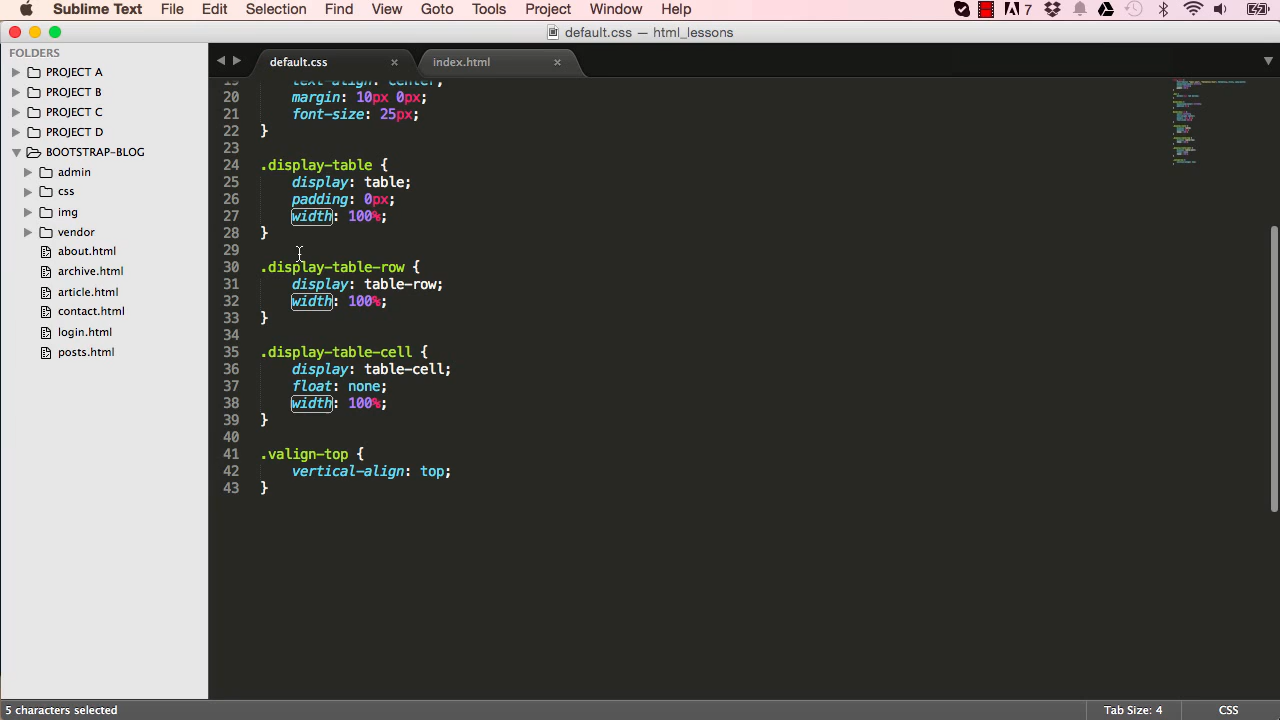 Sublime Text File Edit Selection Find View Goto Tools Project Window Help 7
default.css — html_lessons
FOLDERS
PROJECT A
PROJECT B
PROJECT C
PROJECT D
BOOTSTRAP-BLOG
admin
css
img
vendor
about.html
archive.html
article.html
contact.html
login.html
posts.html
default.css × index.html ×
text-align: center;
20 margin: 10px 0px;
21 font-size: 25px;
22 }
23
24 .display-table {
25 display: table;
26 padding: 0px;
27 width: 100%;
28 }
29
30 .display-table-row {
31 display: table-row;
32 width: 100%;
33 }
34
35 .display-table-cell {
36 display: table-cell;
37 float: none;
38 width: 100%;
39 }
40
41 .valign-top {
42 vertical-align: top;
43 }
5 characters selected Tab Size: 4 CSS